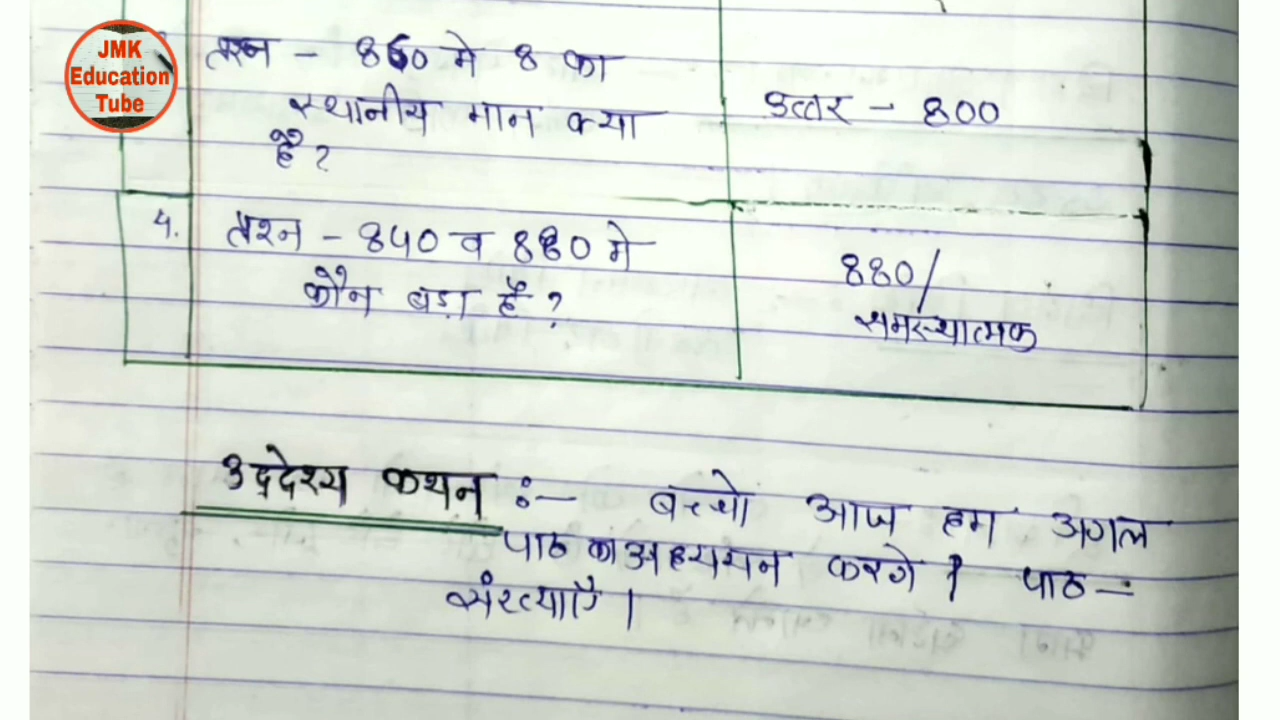 JMK
Education
Tube
प्रश्न - 860 मे 8 का
स्थानीय मान क्या
है ?
उत्तर - 800
4. प्रश्न - 840 व 880 मे
कौन बड़ा है ?
880/
समस्यात्मक
उद्देश्य कथन :- बच्चो आज हम अगल
पाठ का अध्ययन करगे । पाठ -
संख्याएँ ।